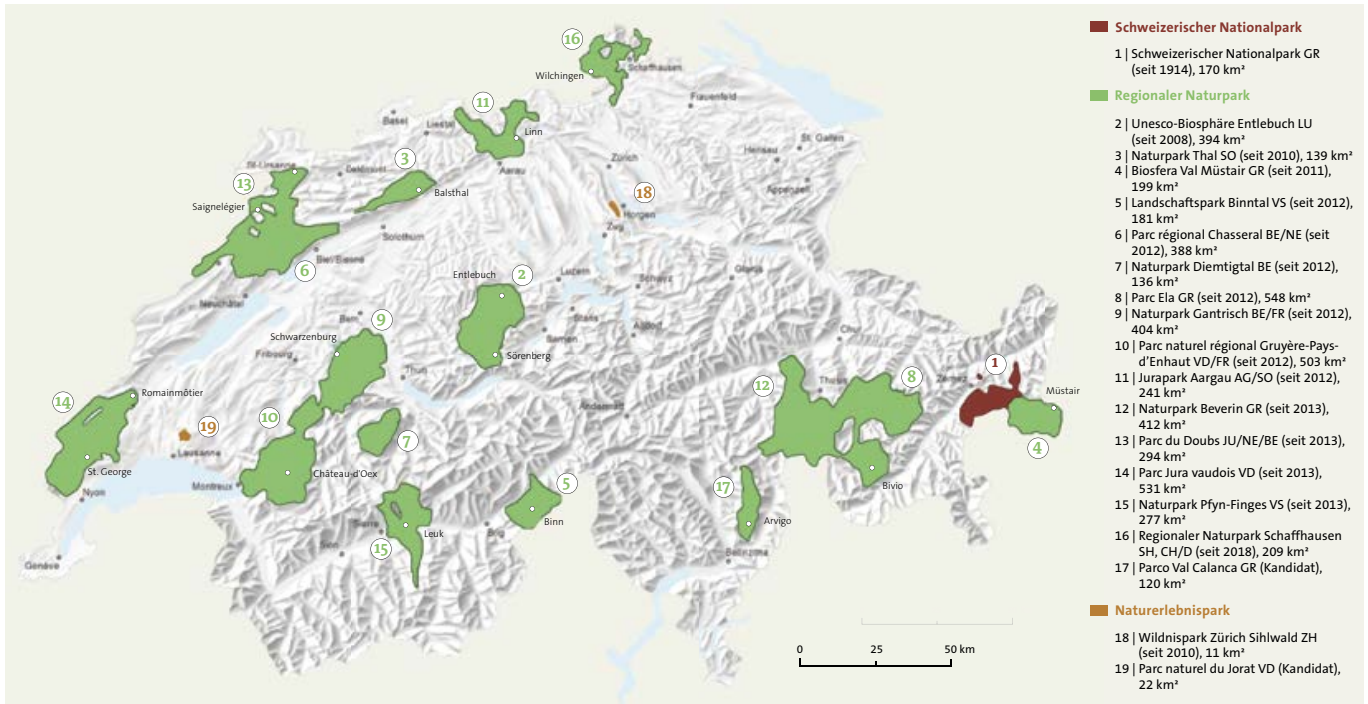 16
Wilchingen
Schaffhausen
11
Frauenfeld
Basel
Liestal
Linn
St. Gallen
Herisau
Zürich
3
St-Ursanne
Delémont
Aarau
Appenzell
13
Balsthal
18
Saignelégier
Horgen
Zug
Solothurn
6
Biel/Bienne
Entlebuch
2
Luzern
Schwyz
Glarus
Neuchâtel
Stans
9
Bern
Schwarzenburg
Altdorf
Chur
Sarnen
Fribourg
Sörenberg
Thun
1
12
Thusis
8
Zernez
Müstair
Romainmôtier
14
Andermatt
10
19
7
4
Lausanne
St. George
Château-d'Oex
Montreux
5
17
Bivio
Nyon
Binn
Arvigo
Sierre
Leuk
Brig
15
Sion
Bellinzona
Genève
0
25
50 km
Schweizerischer Nationalpark
1 | Schweizerischer Nationalpark GR
(seit 1914), 170 km²
Regionaler Naturpark
2 | Unesco-Biosphäre Entlebuch LU
(seit 2008), 394 km²
3 | Naturpark Thal SO (seit 2010), 139 km²
4 | Biosfera Val Müstair GR (seit 2011),
199 km²
5 | Landschaftspark Binntal VS (seit 2012),
181 km²
6 | Parc régional Chasseral BE/NE (seit
2012), 388 km²
7 | Naturpark Diemtigtal BE (seit 2012),
136 km²
8 | Parc Ela GR (seit 2012), 548 km²
9 | Naturpark Gantrisch BE/FR (seit 2012),
404 km²
10 | Parc naturel régional Gruyère-Pays-
d’Enhaut VD/FR (seit 2012), 503 km²
11 | Jurapark Aargau AG/SO (seit 2012),
241 km²
12 | Naturpark Beverin GR (seit 2013),
412 km²
13 | Parc du Doubs JU/NE/BE (seit 2013),
294 km²
14 | Parc Jura vaudois VD (seit 2013),
531 km²
15 | Naturpark Pfyn-Finges VS (seit 2013),
277 km²
16 | Regionaler Naturpark Schaffhausen
SH, CH/D (seit 2018), 209 km²
17 | Parco Val Calanca GR (Kandidat),
120 km²
Naturerlebnispark
18 | Wildnispark Zürich Sihlwald ZH
(seit 2010), 11 km²
19 | Parc naturel du Jorat VD (Kandidat),
22 km²